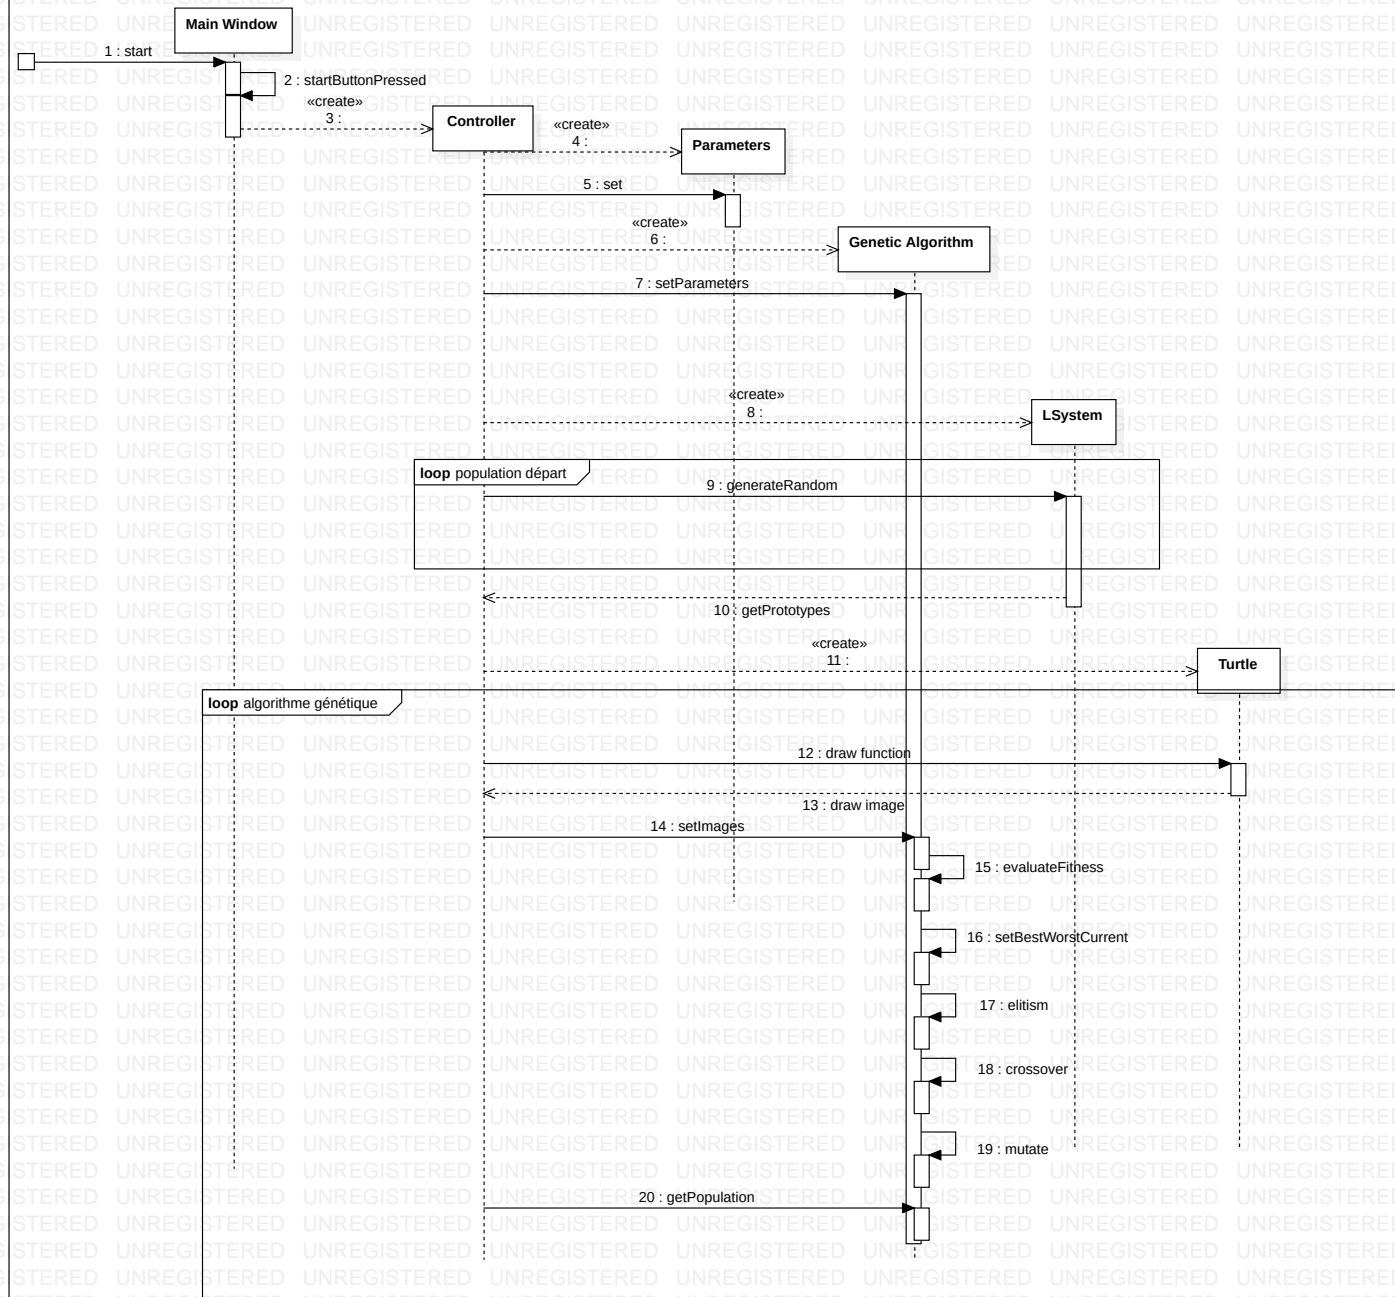 Main Window
1 : start
2 : startButtonPressed
«create»
3 :
Controller
«create»
4 :
Parameters
5 : set
«create»
6 :
Genetic Algorithm
7 : setParameters
«create»
8 :
LSystem
loop population départ
9 : generateRandom
10 : getPrototypes
«create»
11 :
Turtle
loop algorithme génétique
12 : draw function
13 : draw image
14 : setImages
15 : evaluateFitness
16 : setBestWorstCurrent
17 : elitism
18 : crossover
19 : mutate
20 : getPopulation
UNREGISTERED